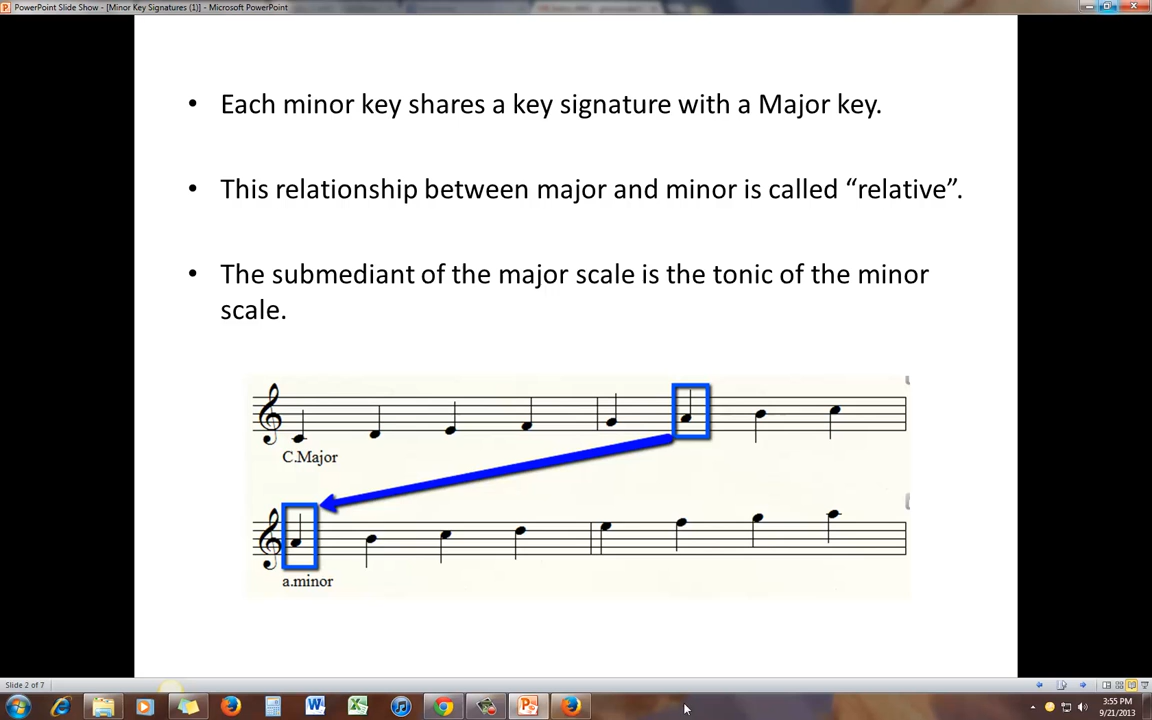 PowerPoint Slide Show - [Minor Key Signatures (1)] - Microsoft PowerPoint
• Each minor key shares a key signature with a Major key.
• This relationship between major and minor is called “relative”.
• The submediant of the major scale is the tonic of the minor
scale.
C.Major
a.minor
Slide 2 of 7
3:55 PM
9/21/2013